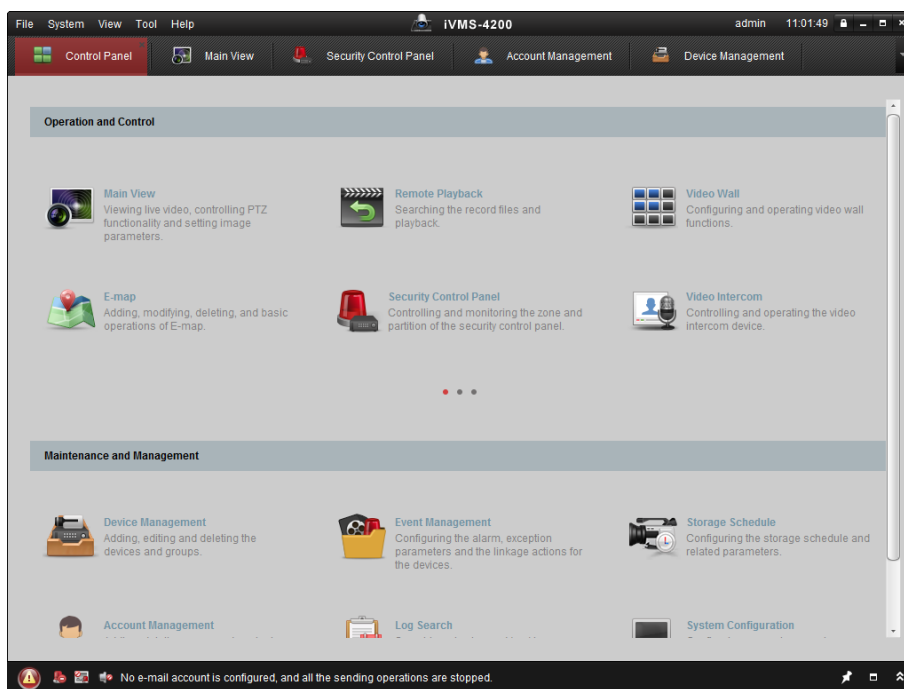 File System View Tool Help iVMS-4200 admin 11:01:49
Control Panel Main View Security Control Panel Account Management Device Management
Operation and Control
Main View
Viewing live video, controlling PTZ
functionality and setting image
parameters.
Remote Playback
Searching the record files and
playback.
Video Wall
Configuring and operating video wall
functions.
E-map
Adding, modifying, deleting, and basic
operations of E-map.
Security Control Panel
Controlling and monitoring the zone and
partition of the security control panel.
Video Intercom
Controlling and operating the video
intercom device.
Maintenance and Management
Device Management
Adding, editing and deleting the
devices and groups.
Event Management
Configuring the alarm, exception
parameters and the linkage actions for
the devices.
Storage Schedule
Configuring the storage schedule and
related parameters.
Account Management
Log Search
System Configuration
No e-mail account is configured, and all the sending operations are stopped.